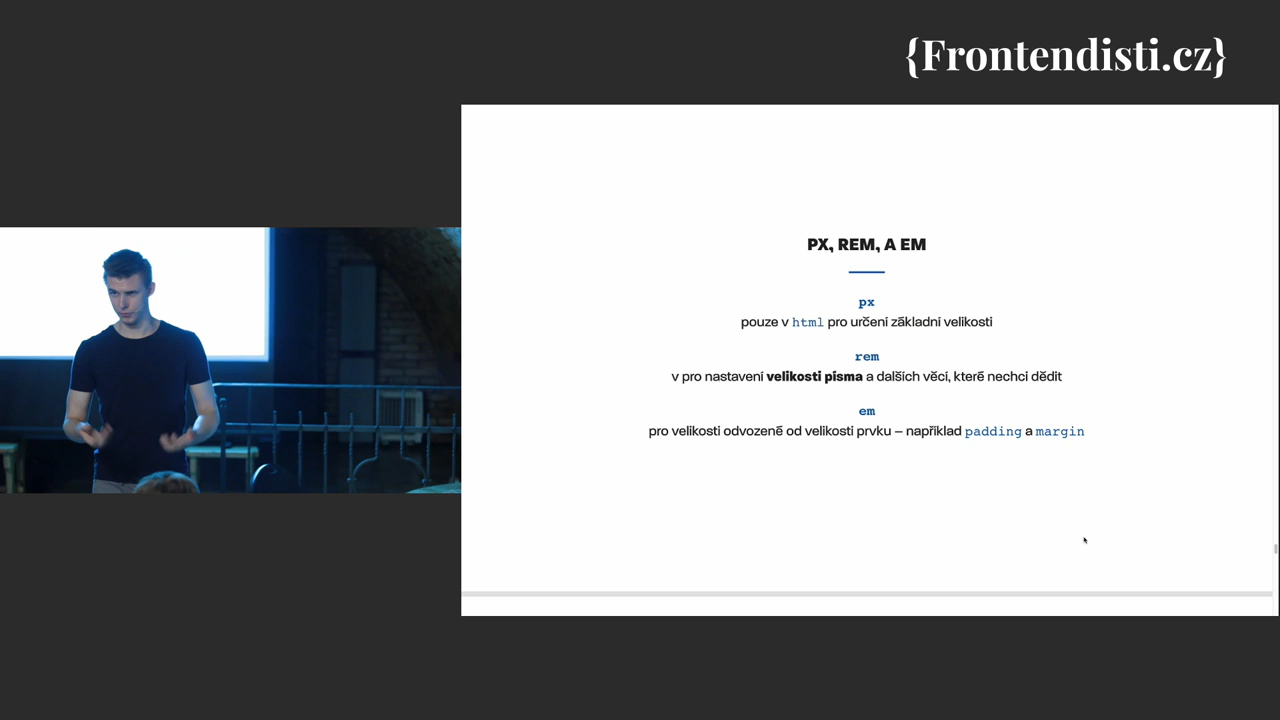 {Frontendisti.cz}
PX, REM, A EM
px
pouze v html pro určení základní velikosti
rem
v pro nastavení velikosti písma a dalších věcí, které nechci dědit
em
pro velikosti odvozené od velikosti prvku – například padding a margin